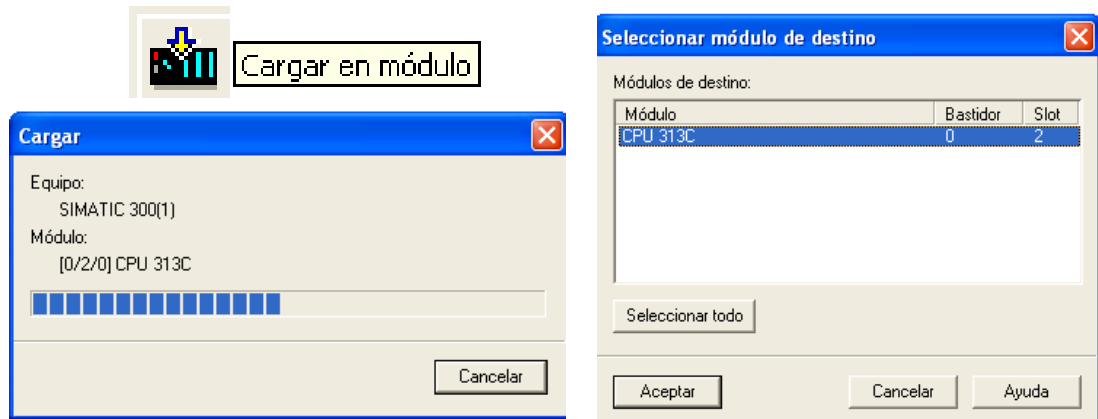 Cargar en módulo
Cargar
Equipo:
SIMATIC 300(1)
Módulo:
[0/2/0] CPU 313C
Cancelar
Seleccionar módulo de destino
Módulos de destino:
Módulo Bastidor Slot
CPU 313C 0 2
Seleccionar todo
Aceptar Cancelar Ayuda